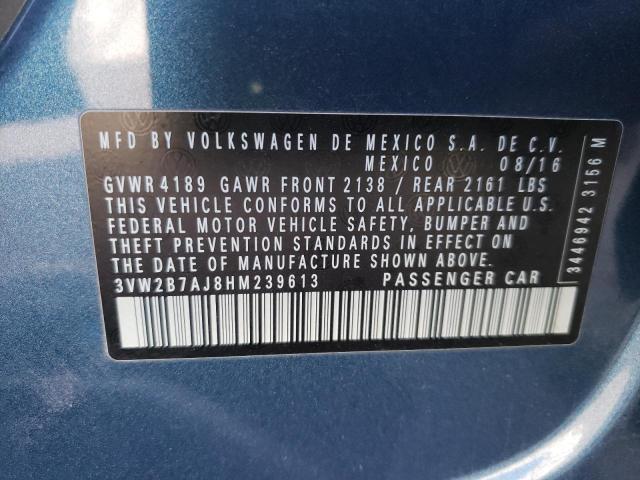 MFD BY VOLKSWAGEN DE MEXICO S.A. DE C.V.
MEXICO 08/16
GVWR 4189 GAWR FRONT 2138 / REAR 2161 LBS
THIS VEHICLE CONFORMS TO ALL APPLICABLE U.S.
FEDERAL MOTOR VEHICLE SAFETY, BUMPER AND
THEFT PREVENTION STANDARDS IN EFFECT ON
THE DATE OF MANUFACTURE SHOWN ABOVE.
3VW2B7AJ8HM239613 PASSENGER CAR
3446942 3156 M